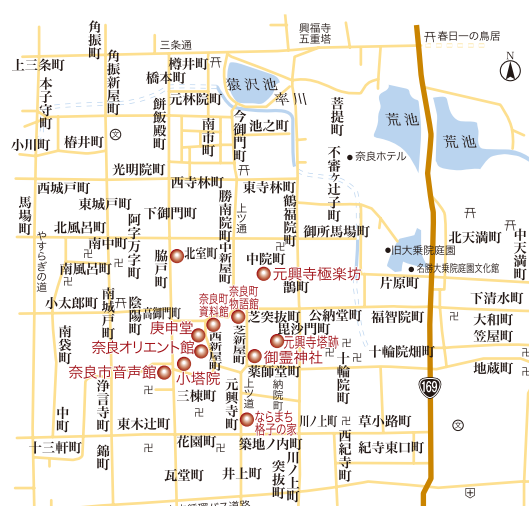 角振町
興福寺
五重塔
春日一の鳥居
三条通
上三条町
角振新屋町
樽井町
橋本町
猿沢池
率川
N
本子守町
餅飯殿町
元林院町
今御門町
池之町
菩提町
荒池
荒池
南市町
小川町
椿井町
文
不審ヶ辻子町
奈良ホテル
光明院町
西寺林町
東寺林町
西城戸町
東城戸町
勝南院町
鶴福院町
馬場町
下御門町
上ツ道
北風呂町
阿字万字町
御所馬場町
北天満町
中天満町
やすらぎの道
南中町
中新屋町
旧大乗院庭園
脇戸町
北室町
中院町
名勝大乗院庭園文化館
南風呂町
元興寺極楽坊
片原町
鵲町
小太郎町
南城戸町
陰陽町
奈良町
資料館
奈良町
物語館
下清水町
高御門町
芝突抜町
公納堂町
福智院町
大和町
庚申堂
毘沙門町
南袋町
西新屋町
芝新屋町
元興寺塔跡
笠屋町
奈良オリエント館
御霊神社
十輪院畑町
十輪院町
奈良市音声館
小塔院
薬師堂町
地蔵町
169
浄言寺町
元興寺町
上ツ道
納院町
三棟町
中町
東木辻町
ならまち
格子の家
川ノ上町
草小路町
文
花園町
築地ノ内町
十三軒町
錦町
西紀寺町
紀寺東口町
川ノ上町
突抜町
瓦堂町
井上町